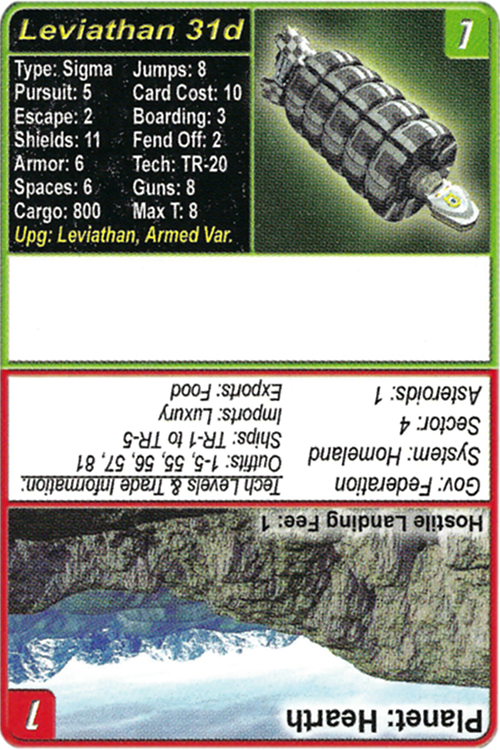 Leviathan 31d
1
Type: Sigma Jumps: 8
Pursuit: 5 Card Cost: 10
Escape: 2 Boarding: 3
Shields: 11 Fend Off: 2
Armor: 6 Tech: TR-20
Spaces: 6 Guns: 8
Cargo: 800 Max T: 8
Upg: Leviathan, Armed Var.
Planet: Hearth
1
Hostile Landing Fee: 1
Gov: Federation
System: Homeland
Sector: 4
Asteroids: 1
Tech Levels & Trade Information:
Outfits: 1-5, 55, 56, 57, 81
Ships: TR-1 to TR-5
Imports: Luxury
Exports: Food